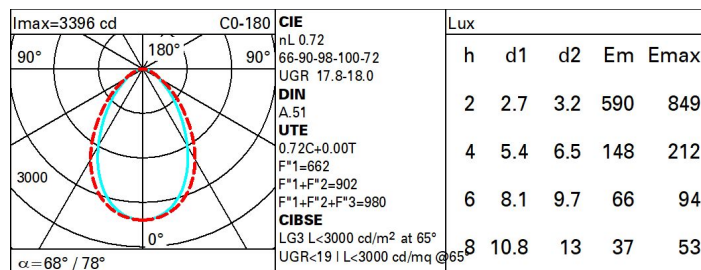 Imax=3396 cd C0-180
90° 180° 90°
3000
0°
α=68° / 78°
CIE
nL 0.72
66-90-98-100-72
UGR 17.8-18.0
DIN
A.51
UTE
0.72C+0.00T
F"1=662
F"1+F"2=902
F"1+F"2+F"3=980
CIBSE
LG3 L<3000 cd/m² at 65°
UGR<19 | L<3000 cd/mq @65°
Lux
h d1 d2 Em Emax
2 2.7 3.2 590 849
4 5.4 6.5 148 212
6 8.1 9.7 66 94
8 10.8 13 37 53